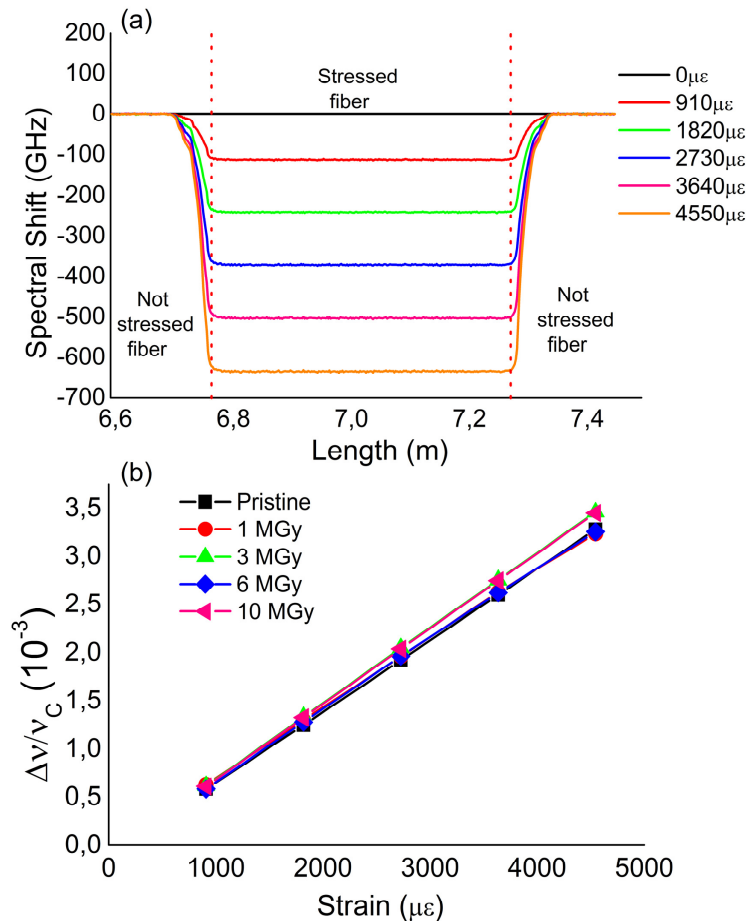 (a)
200
100
0
-100
-200
-300
-400
-500
-600
-700
Spectral Shift (GHz)
Stressed
fiber
Not
stressed
fiber
Not
stressed
fiber
0με
910με
1820με
2730με
3640με
4550με
6,6 6,8 7,0 7,2 7,4
Length (m)
(b)
3,5
3,0
2,5
2,0
1,5
1,0
0,5
0,0
Δν/νC (10-3)
Pristine
1 MGy
3 MGy
6 MGy
10 MGy
0 1000 2000 3000 4000 5000
Strain (με)